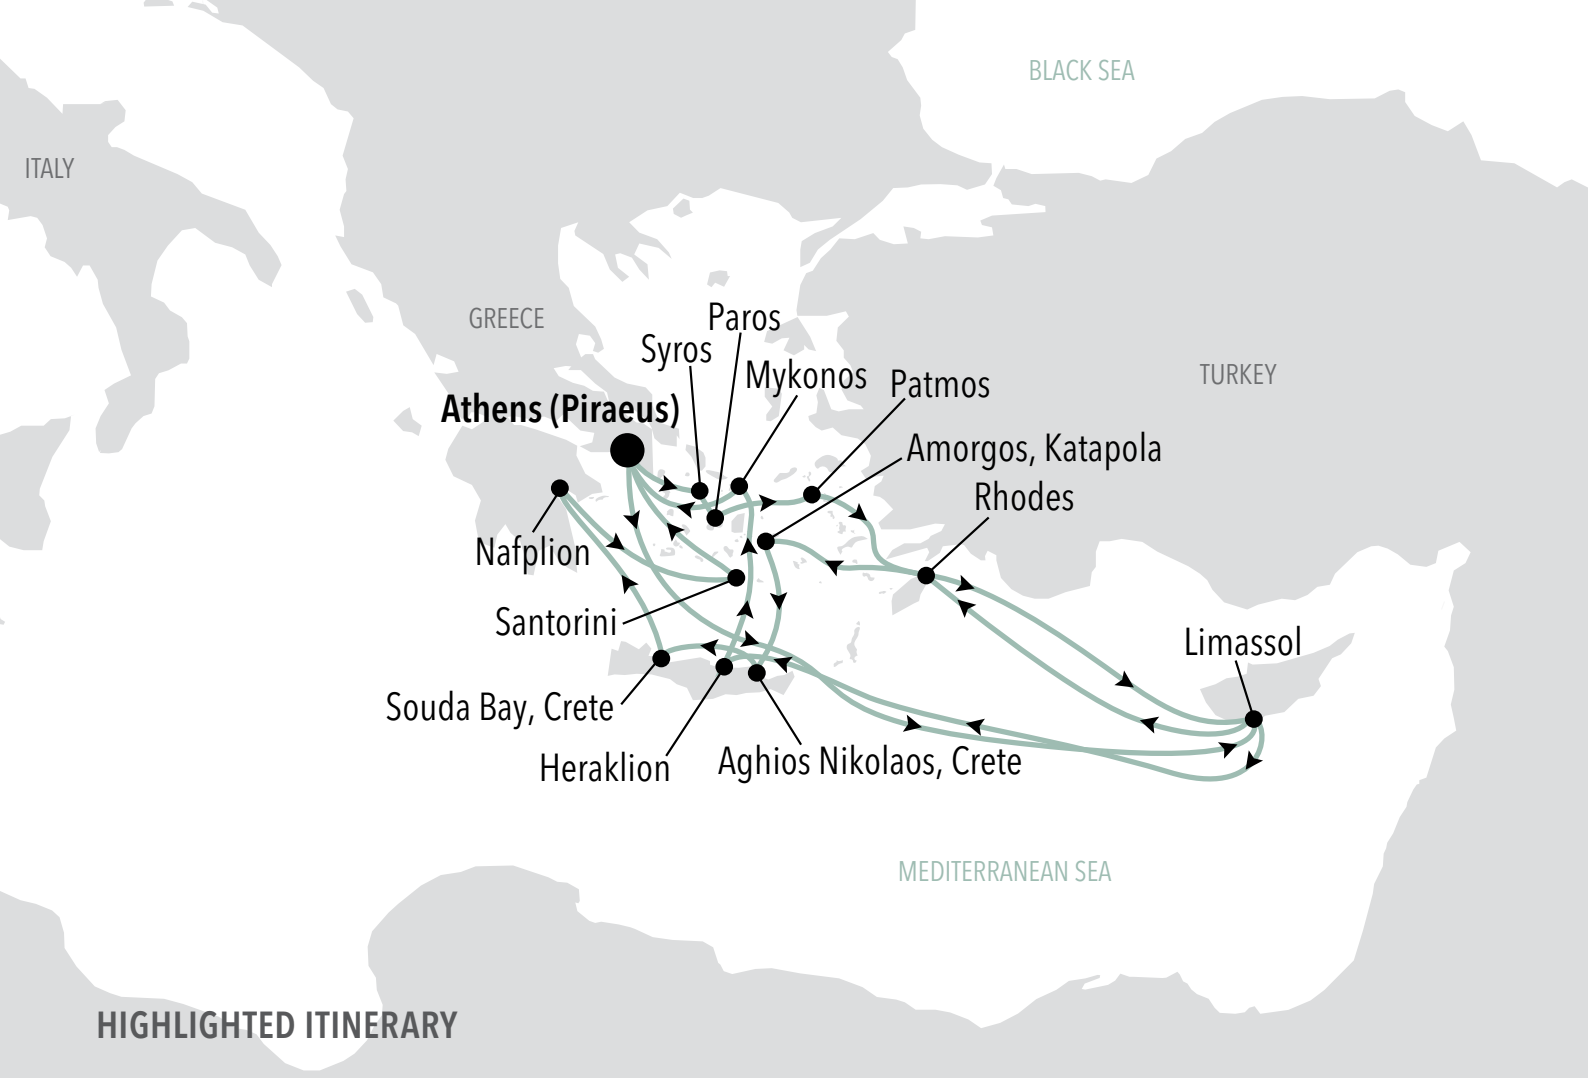 BLACK SEA
ITALY
GREECE
Paros
Syros
Mykonos
Patmos
TURKEY
Athens (Piraeus)
Amorgos, Katapola
Rhodes
Nafplion
Santorini
Limassol
Souda Bay, Crete
Heraklion
Aghios Nikolaos, Crete
MEDITERRANEAN SEA
HIGHLIGHTED ITINERARY